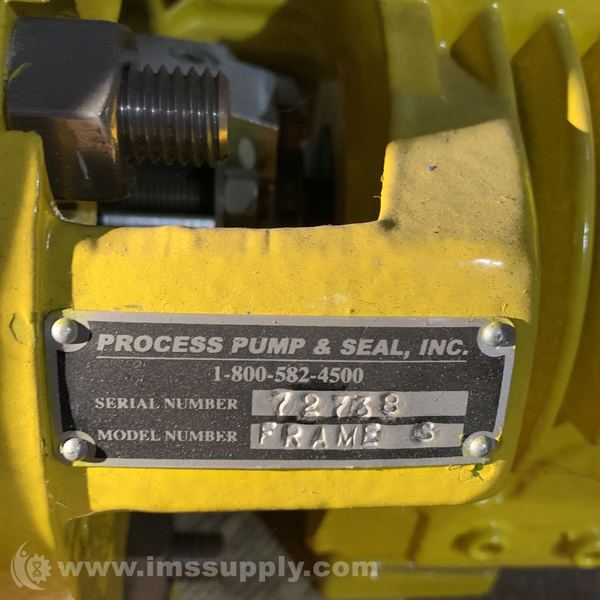 PROCESS PUMP & SEAL, INC.
1-800-582-4500
SERIAL NUMBER 72738
MODEL NUMBER FRAME S
www.imssupply.com